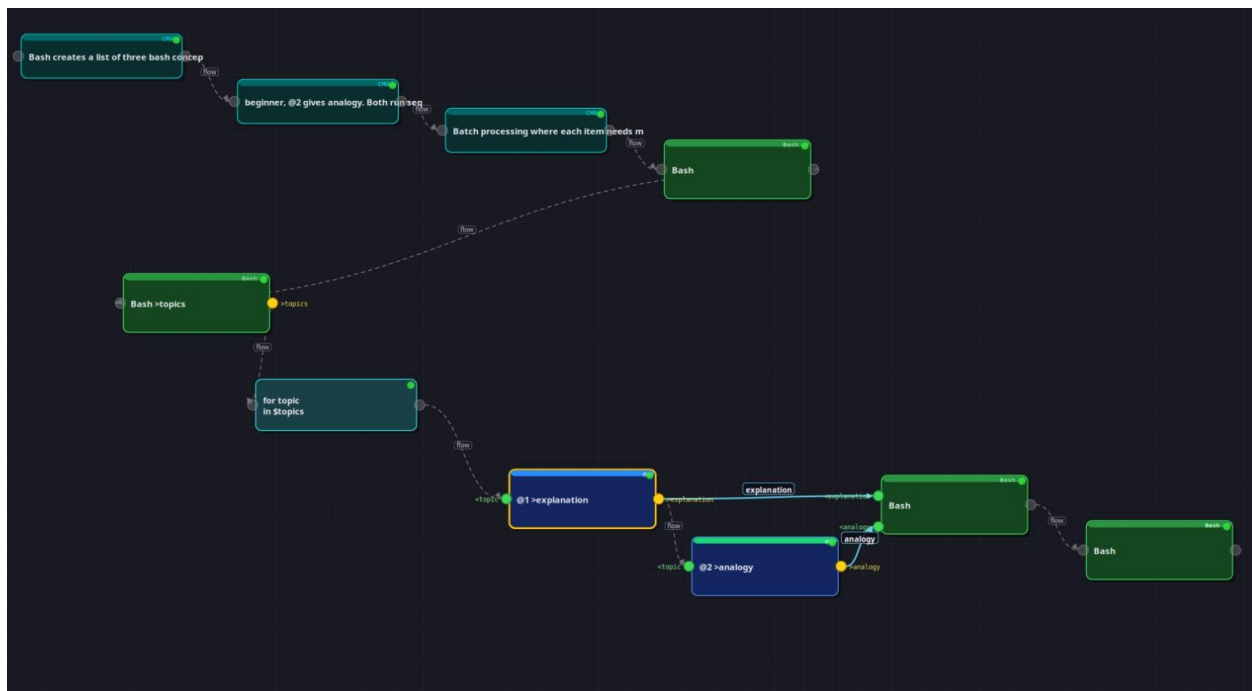 CMD
Bash creates a list of three bash concep
flow
CMD
beginner, @2 gives analogy. Both run seq
flow
CMD
Batch processing where each item needs m
flow
Bash
Bash
flow
Bash
Bash >topics
>topics
flow
for topic
in $topics
flow
<topic
@1 >explanation
>explanation
explanation
flow
<topic
@2 >analogy
>analogy
analogy
Bash
Bash
<analogy
flow
Bash
Bash